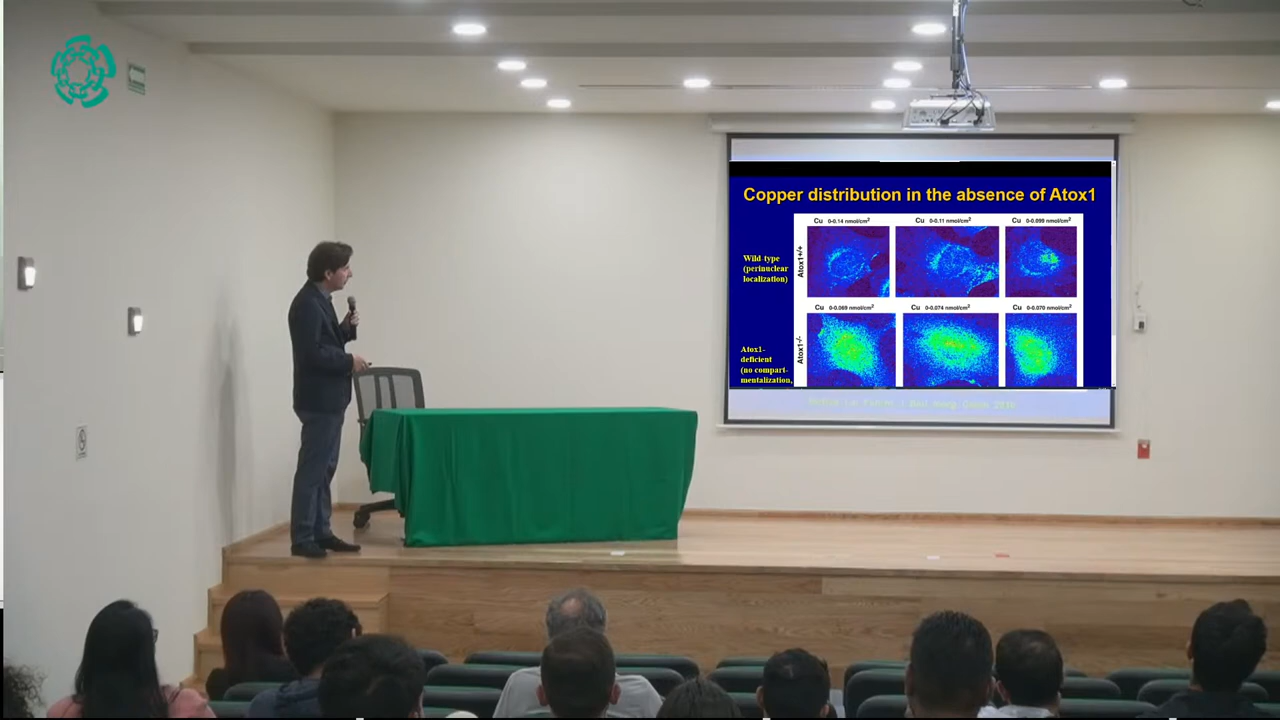 Copper distribution in the absence of Atox1
Cu 0-0.14 nmol/cm²
Cu 0-0.11 nmol/cm²
Cu 0-0.099 nmol/cm²
Wild-type
(perinuclear
localization)
Atox1+/+
Cu 0-0.069 nmol/cm²
Cu 0-0.074 nmol/cm²
Cu 0-0.070 nmol/cm²
Atox1-
deficient
(no compart-
mentalization,
Atox1-/-